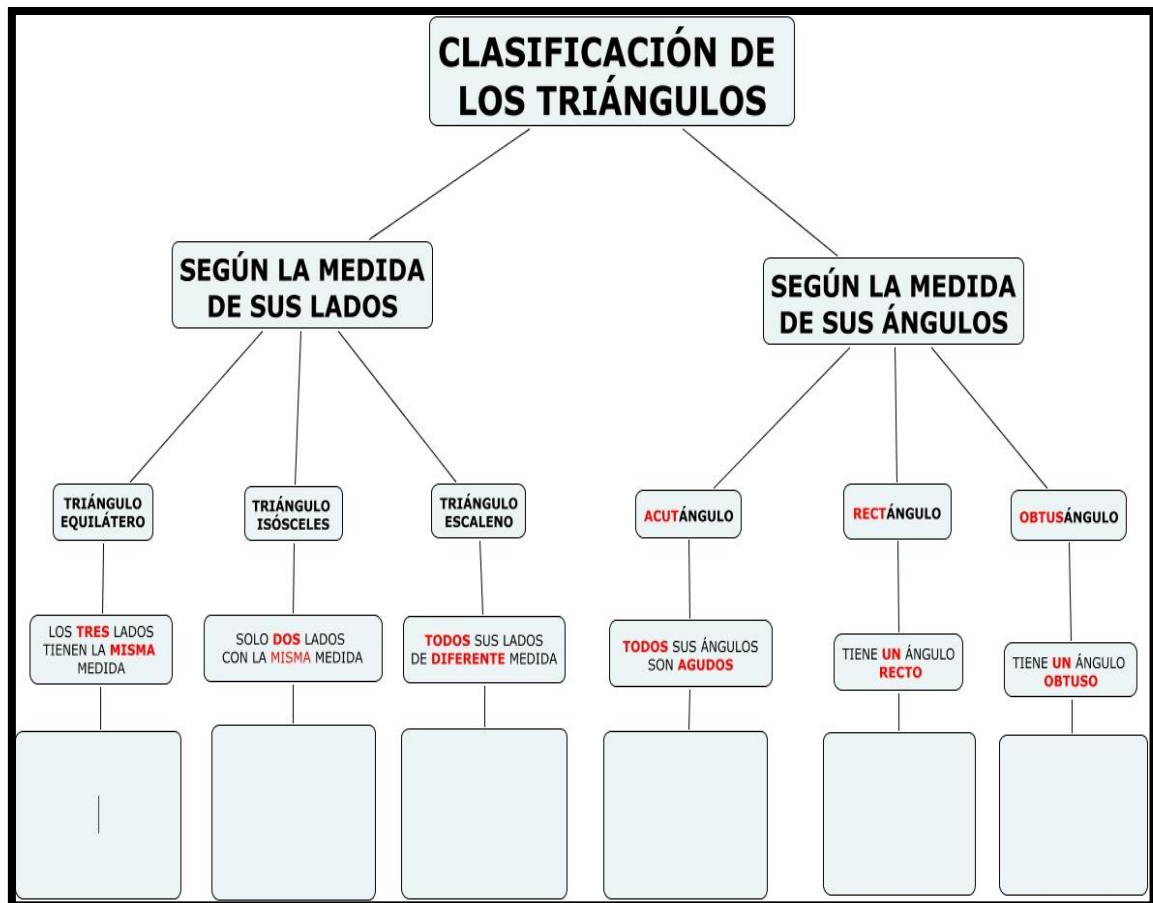 CLASIFICACIÓN DE
LOS TRIÁNGULOS
SEGÚN LA MEDIDA
DE SUS LADOS
SEGÚN LA MEDIDA
DE SUS ÁNGULOS
TRIÁNGULO
EQUILÁTERO
TRIÁNGULO
ISÓSCELES
TRIÁNGULO
ESCALENO
ACUTÁNGULO
RECTÁNGULO
OBTUSÁNGULO
LOS TRES LADOS
TIENEN LA MISMA
MEDIDA
SOLO DOS LADOS
CON LA MISMA MEDIDA
TODOS SUS LADOS
DE DIFERENTE MEDIDA
TODOS SUS ÁNGULOS
SON AGUDOS
TIENE UN ÁNGULO
RECTO
TIENE UN ÁNGULO
OBTUSO